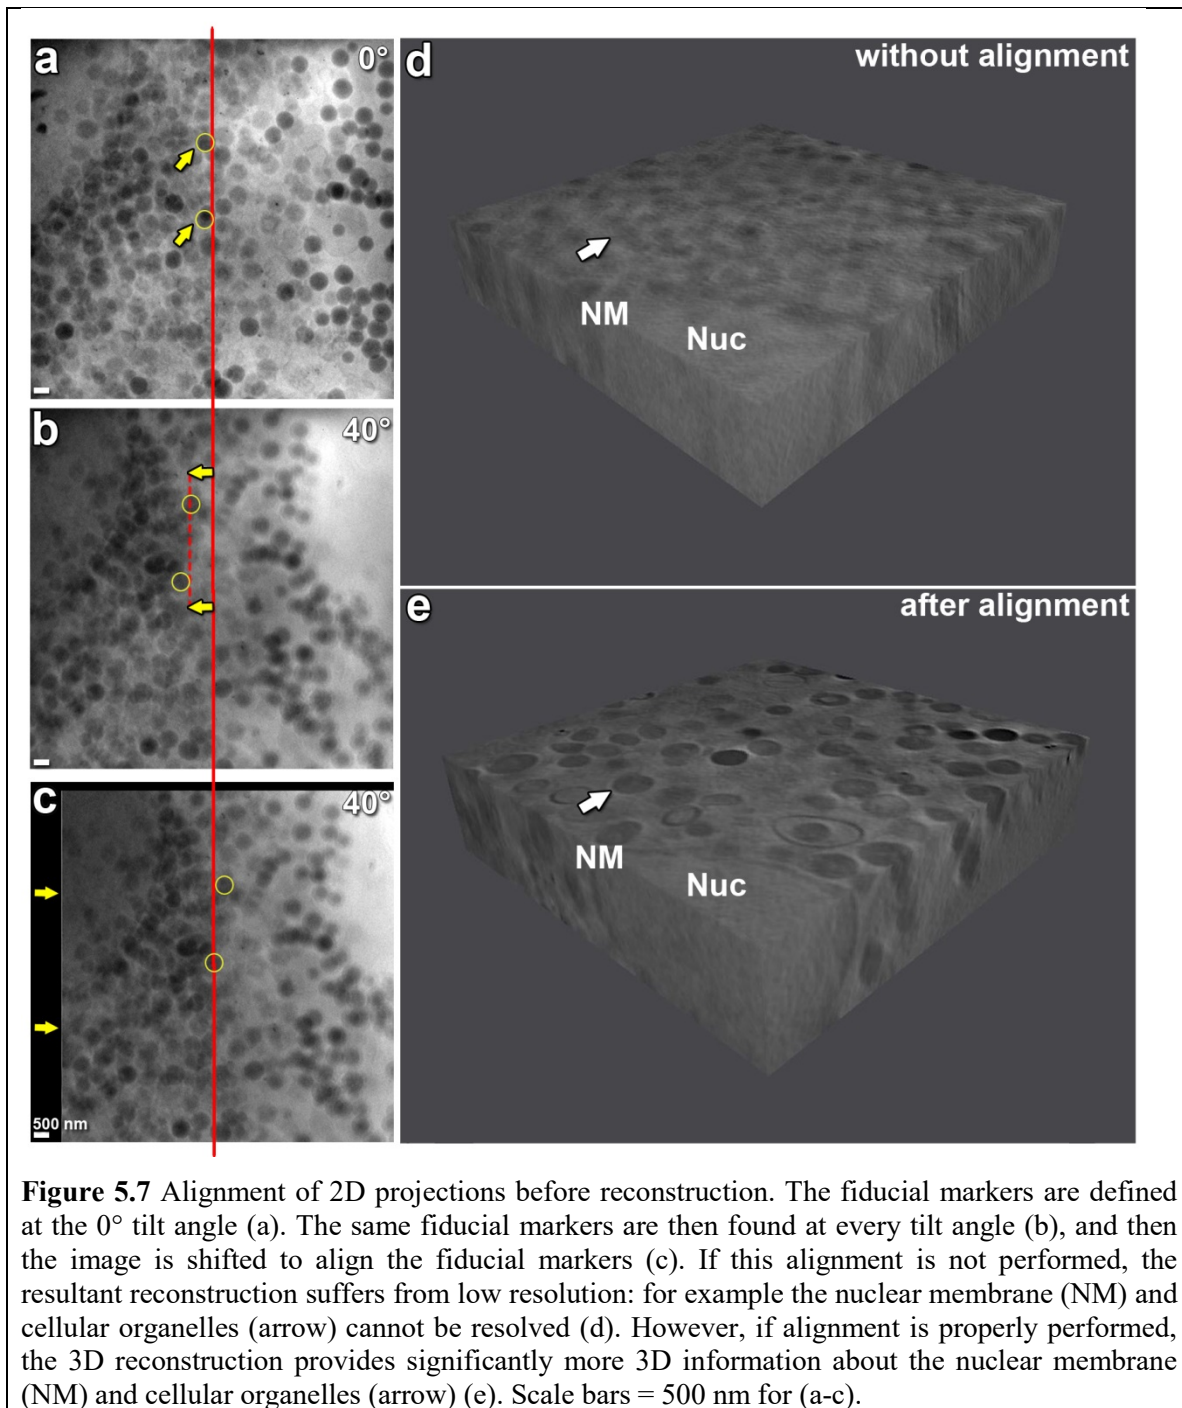 a
0°
d
without alignment
NM
Nuc
b
40°
e
after alignment
c
40°
NM
Nuc
500 nm
Figure 5.7 Alignment of 2D projections before reconstruction. The fiducial markers are defined
at the 0° tilt angle (a). The same fiducial markers are then found at every tilt angle (b), and then
the image is shifted to align the fiducial markers (c). If this alignment is not performed, the
resultant reconstruction suffers from low resolution: for example the nuclear membrane (NM) and
cellular organelles (arrow) cannot be resolved (d). However, if alignment is properly performed,
the 3D reconstruction provides significantly more 3D information about the nuclear membrane
(NM) and cellular organelles (arrow) (e). Scale bars = 500 nm for (a-c).